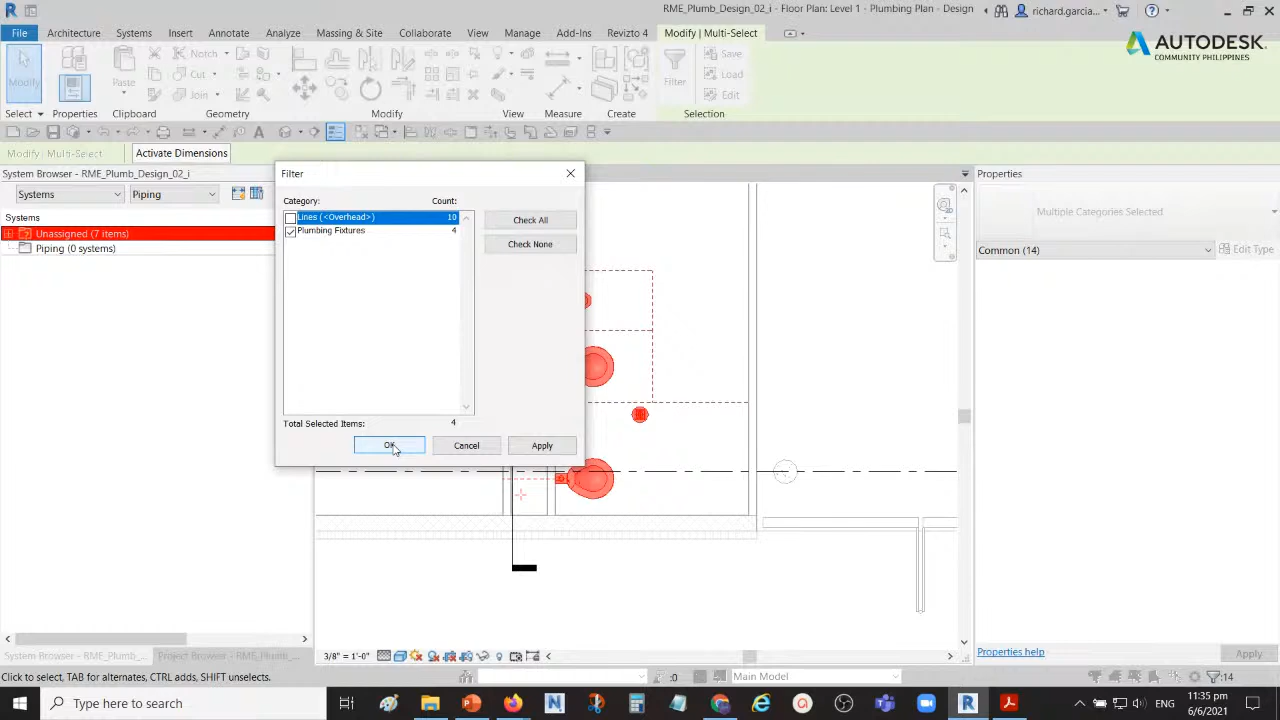 RME_Plumb_Design_02_i - Floor Plan: Level 1 - Plumbing Plan - Design
richard.garcia...
File Architecture Systems Insert Annotate Analyze Massing & Site Collaborate View Manage Add-Ins Revizto 4 Modify | Multi-Select
AUTODESK
COMMUNITY PHILIPPINES
Notch
Cut
Join
Modify
Paste
Filter
Save
Load
Edit
Select Properties Clipboard Geometry Modify View Measure Create Selection
Modify | Multi-Select Activate Dimensions
System Browser - RME_Plumb_Design_02_i
Properties
Systems Piping
Systems
Unassigned (7 items)
Piping (0 systems)
Filter
Category: Count:
Lines (<Overhead>) 10
Plumbing Fixtures 4
Check All
Check None
Total Selected Items: 4
OK Cancel Apply
Multiple Categories Selected
Common (14) Edit Type
Properties help Apply
System Browser - RME_Plumb_... Project Browser - RME_Plumb_...
3/8" = 1'-0"
Click to select, TAB for alternates, CTRL adds, SHIFT unselects.
:0 Main Model :14
Type here to search
ENG
11:35 pm
6/6/2021